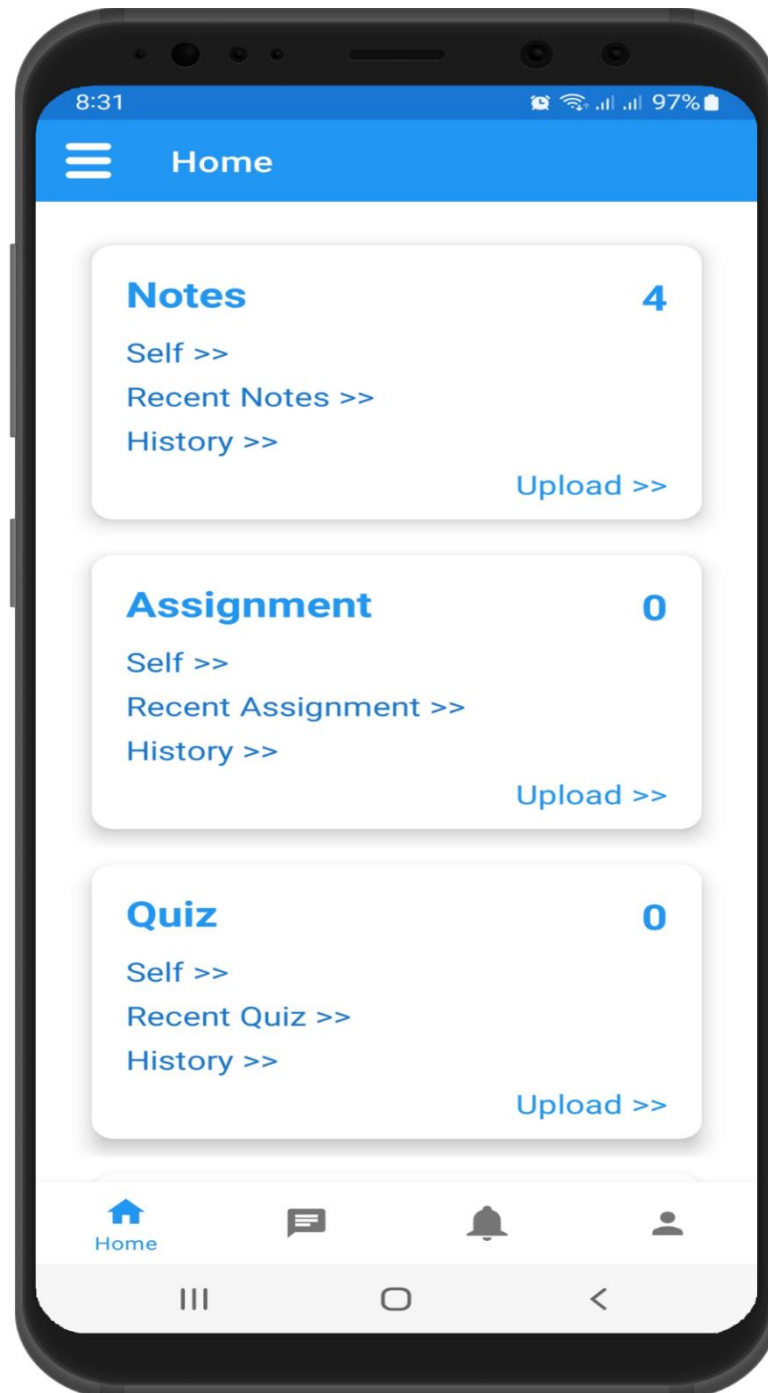 8:31 97%
Home
Notes 4
Self >>
Recent Notes >>
History >>
Upload >>
Assignment 0
Self >>
Recent Assignment >>
History >>
Upload >>
Quiz 0
Self >>
Recent Quiz >>
History >>
Upload >>
Home